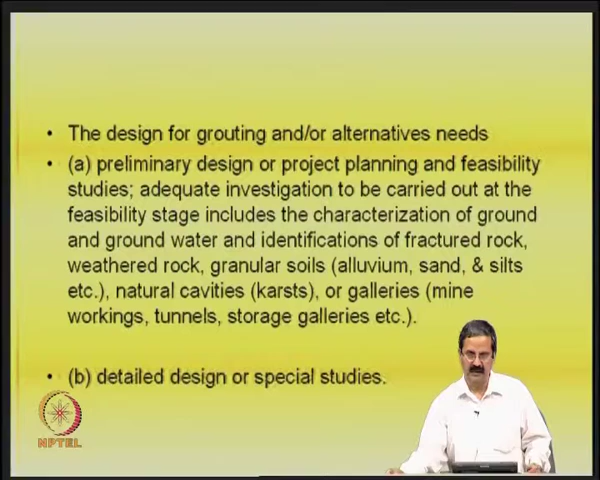 • The design for grouting and/or alternatives needs
• (a) preliminary design or project planning and feasibility
studies; adequate investigation to be carried out at the
feasibility stage includes the characterization of ground
and ground water and identifications of fractured rock,
weathered rock, granular soils (alluvium, sand, & silts
etc.), natural cavities (karsts), or galleries (mine
workings, tunnels, storage galleries etc.).
• (b) detailed design or special studies.
NPTEL